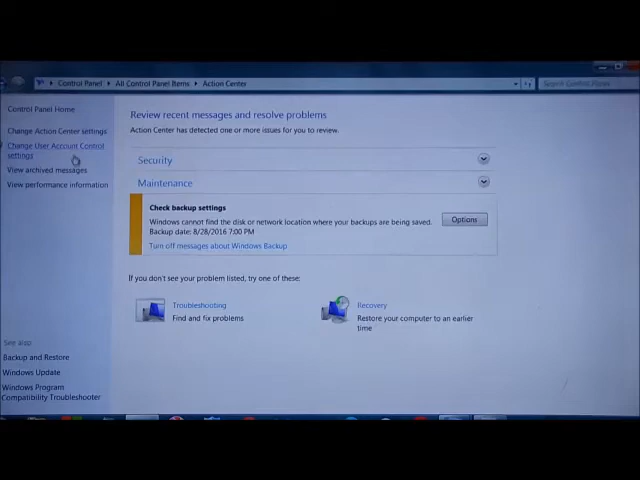 Control Panel
All Control Panel Items
Action Center
Search Control Panel
Control Panel Home
Change Action Center settings
Change User Account Control
settings
View archived messages
View performance information
Review recent messages and resolve problems
Action Center has detected one or more issues for you to review.
Security
Maintenance
Check backup settings
Windows cannot find the disk or network location where your backups are being saved.
Backup date: 8/28/2016 7:00 PM
Options
Turn off messages about Windows Backup
If you don't see your problem listed, try one of these:
Troubleshooting
Find and fix problems
Recovery
Restore your computer to an earlier
time
See also
Backup and Restore
Windows Update
Windows Program
Compatibility Troubleshooter